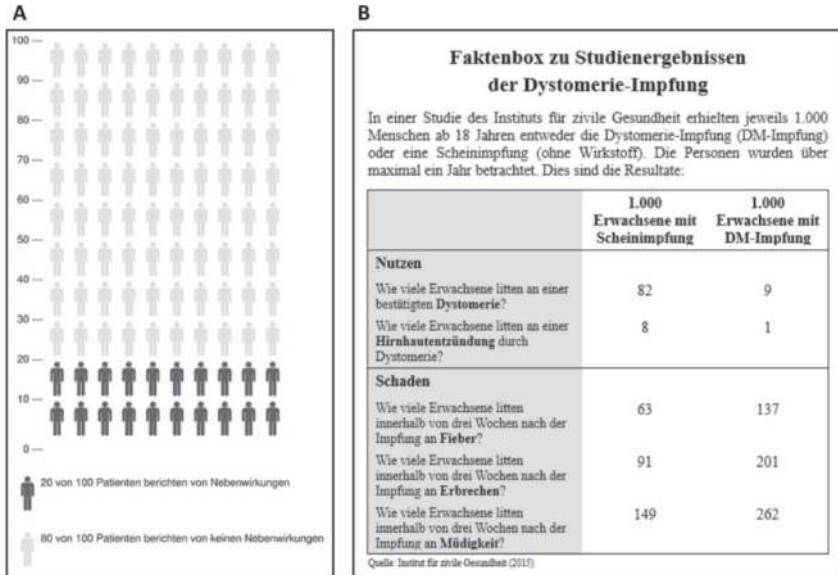 A
100
90
80
70
60
50
40
30
20
10
0
20 von 100 Patienten berichten von Nebenwirkungen
80 von 100 Patienten berichten von keinen Nebenwirkungen
B
Faktenbox zu Studienergebnissen
der Dystomerie-Impfung
In einer Studie des Instituts für zivile Gesundheit erhielten jeweils 1.000
Menschen ab 18 Jahren entweder die Dystomerie-Impfung (DM-Impfung)
oder eine Scheinimpfung (ohne Wirkstoff). Die Personen wurden über
maximal ein Jahr betrachtet. Dies sind die Resultate:
1.000 1.000
Erwachsene mit Erwachsene mit
Scheinimpfung DM-Impfung
Nutzen
Wie viele Erwachsene litten an einer
bestätigten Dystomerie? 82 9
Wie viele Erwachsene litten an einer
Hirnhautentzündung durch 8 1
Dystomerie?
Schaden
Wie viele Erwachsene litten
innerhalb von drei Wochen nach der 63 137
Impfung an Fieber?
Wie viele Erwachsene litten
innerhalb von drei Wochen nach der 91 201
Impfung an Erbrechen?
Wie viele Erwachsene litten
innerhalb von drei Wochen nach der 149 262
Impfung an Müdigkeit?
Quelle: Institut für zivile Gesundheit (2015)